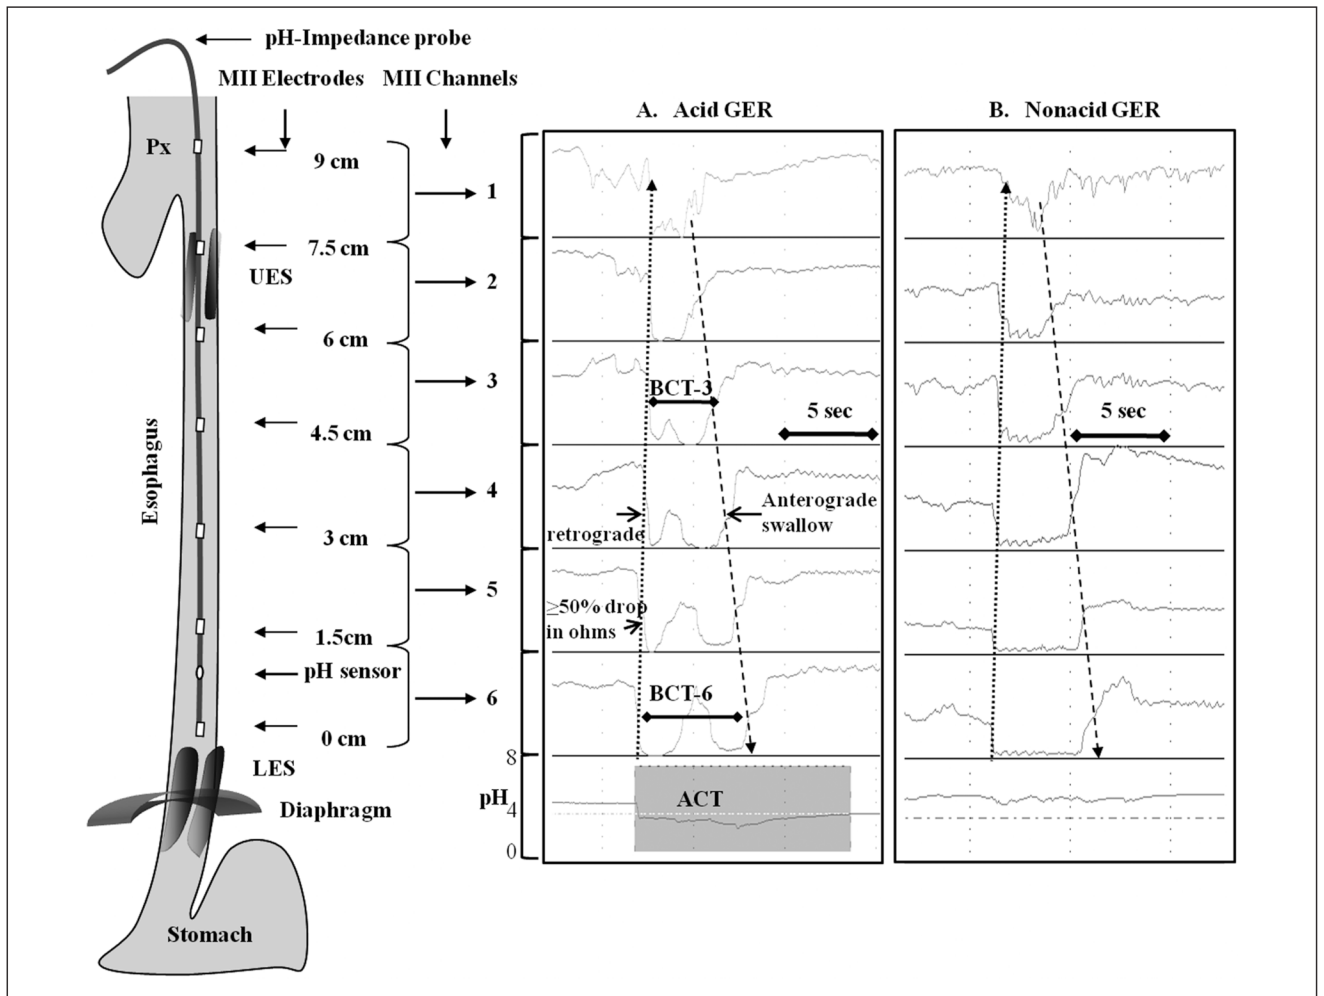 pH-Impedance probe
MII Electrodes
MII Channels
A. Acid GER
B. Nonacid GER
Px
9 cm
1
7.5 cm
UES
2
6 cm
3
BCT-3
5 sec
5 sec
4.5 cm
Esophagus
4
Anterograde
swallow
retrograde
3 cm
5
≥50% drop
in ohms
1.5cm
pH sensor
6
BCT-6
0 cm
LES
8
Diaphragm
pH
4
ACT
0
Stomach